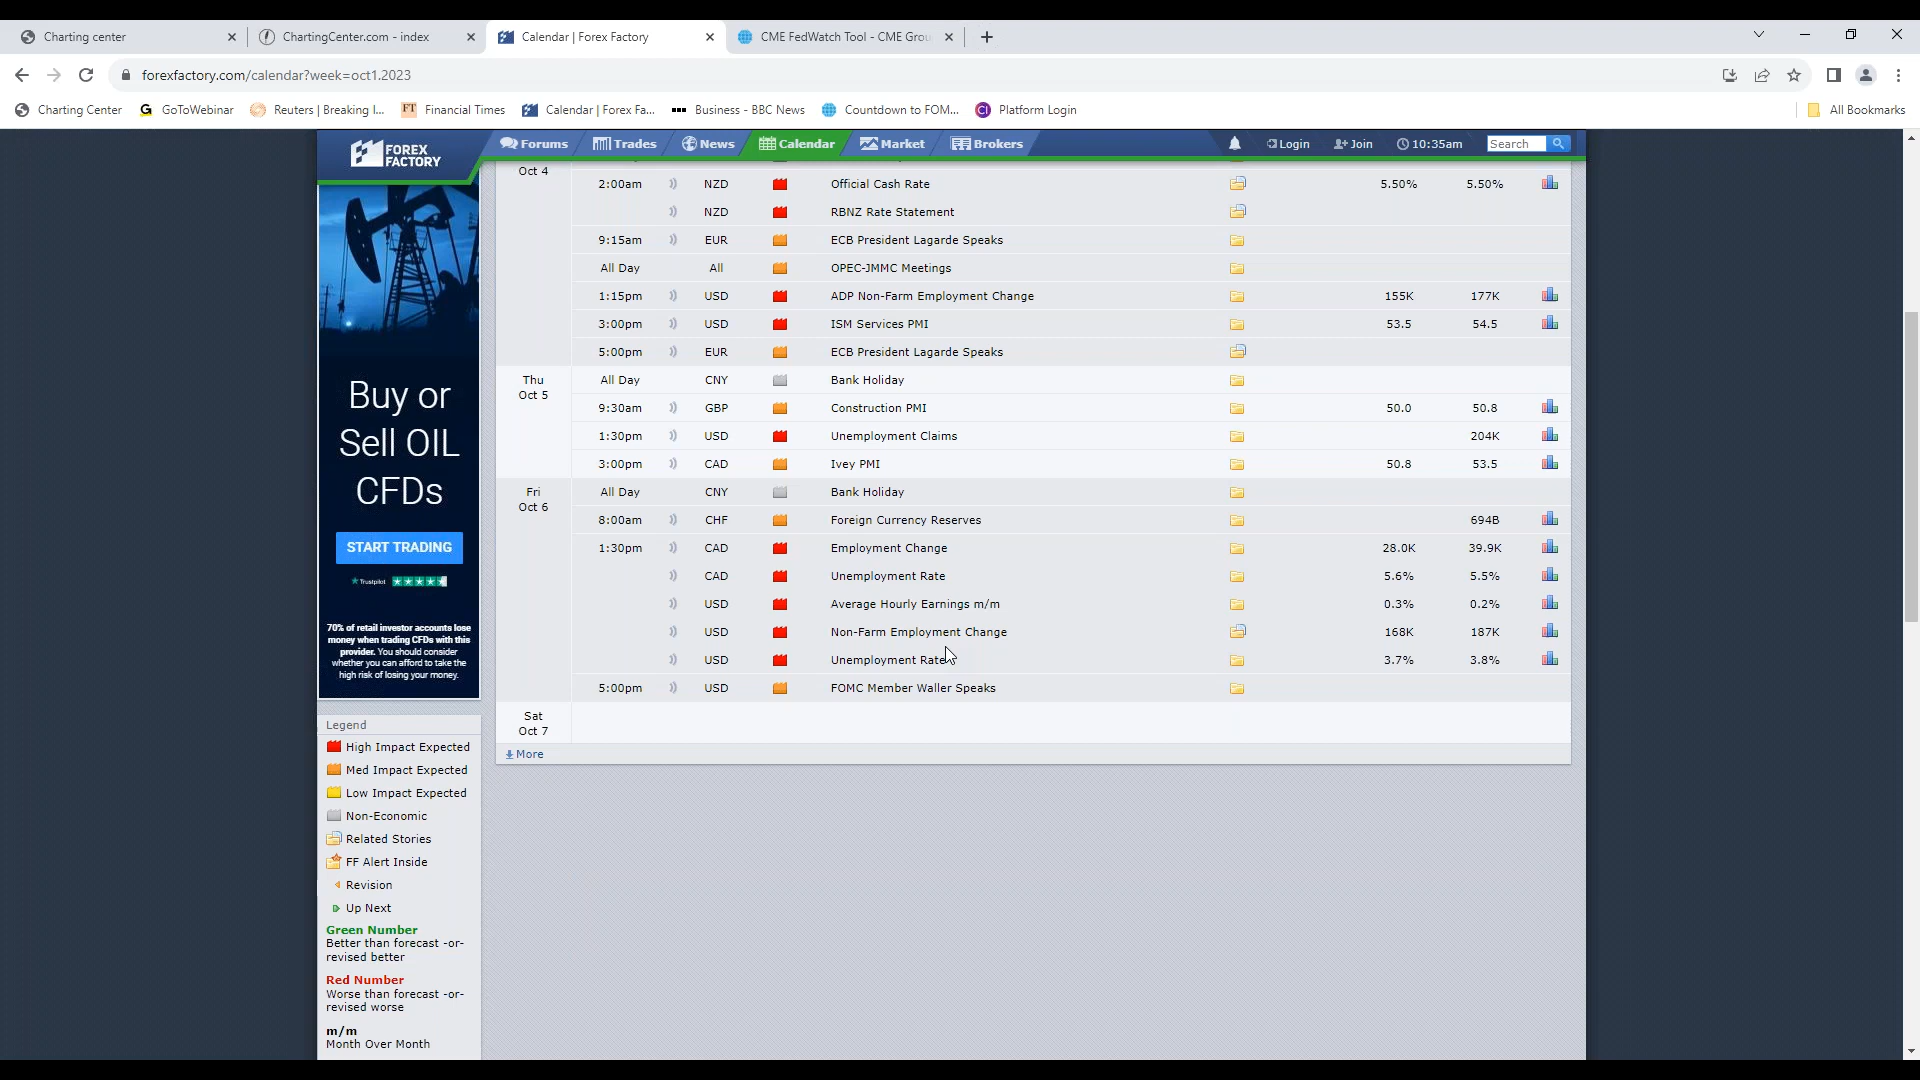 Charting center
ChartingCenter.com - index
Calendar | Forex Factory
CME FedWatch Tool - CME Grou
forexfactory.com/calendar?week=oct1.2023
Charting Center
GoToWebinar
Reuters | Breaking I...
FT Financial Times
Calendar | Forex Fa...
Business - BBC News
Countdown to FOM...
CI Platform Login
All Bookmarks
FOREX
FACTORY
Forums
Trades
News
Calendar
Market
Brokers
Login
Join
10:35am
Search
Oct 4
2:00am NZD Official Cash Rate 5.50% 5.50%
NZD RBNZ Rate Statement
9:15am EUR ECB President Lagarde Speaks
All Day All OPEC-JMMC Meetings
1:15pm USD ADP Non-Farm Employment Change 155K 177K
3:00pm USD ISM Services PMI 53.5 54.5
5:00pm EUR ECB President Lagarde Speaks
Thu
Oct 5
All Day CNY Bank Holiday
9:30am GBP Construction PMI 50.0 50.8
1:30pm USD Unemployment Claims 204K
3:00pm CAD Ivey PMI 50.8 53.5
Fri
Oct 6
All Day CNY Bank Holiday
8:00am CHF Foreign Currency Reserves 694B
1:30pm CAD Employment Change 28.0K 39.9K
CAD Unemployment Rate 5.6% 5.5%
USD Average Hourly Earnings m/m 0.3% 0.2%
USD Non-Farm Employment Change 168K 187K
USD Unemployment Rate 3.7% 3.8%
5:00pm USD FOMC Member Waller Speaks
Sat
Oct 7
More
Buy or
Sell OIL
CFDs
START TRADING
Trustpilot
70% of retail investor accounts lose
money when trading CFDs with this
provider. You should consider
whether you can afford to take the
high risk of losing your money.
Legend
High Impact Expected
Med Impact Expected
Low Impact Expected
Non-Economic
Related Stories
FF Alert Inside
Revision
Up Next
Green Number
Better than forecast -or-
revised better
Red Number
Worse than forecast -or-
revised worse
m/m
Month Over Month